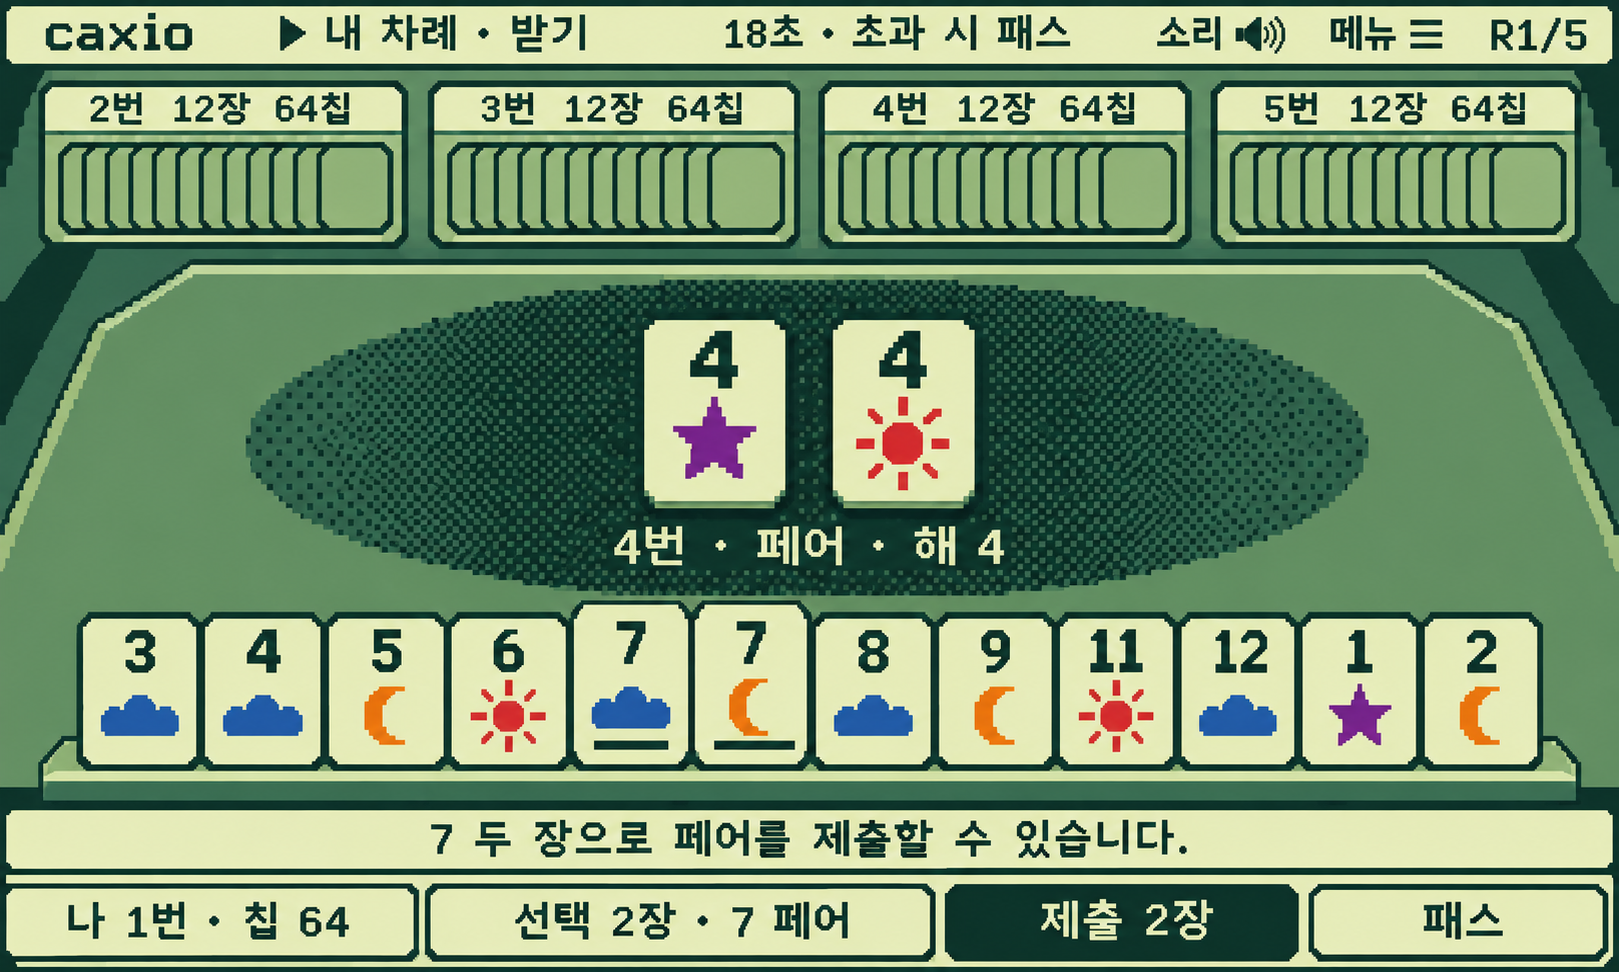 caxio ▶ 내 차례 · 받기 18초 · 초과 시 패스 소리 메뉴 R1/5
2번 12장 64칩 3번 12장 64칩 4번 12장 64칩 5번 12장 64칩
4 4
4번 · 페어 · 해 4
3 4 5 6 7 7 8 9 11 12 1 2
7 두 장으로 페어를 제출할 수 있습니다.
나 1번 · 칩 64 선택 2장 · 7 페어 제출 2장 패스